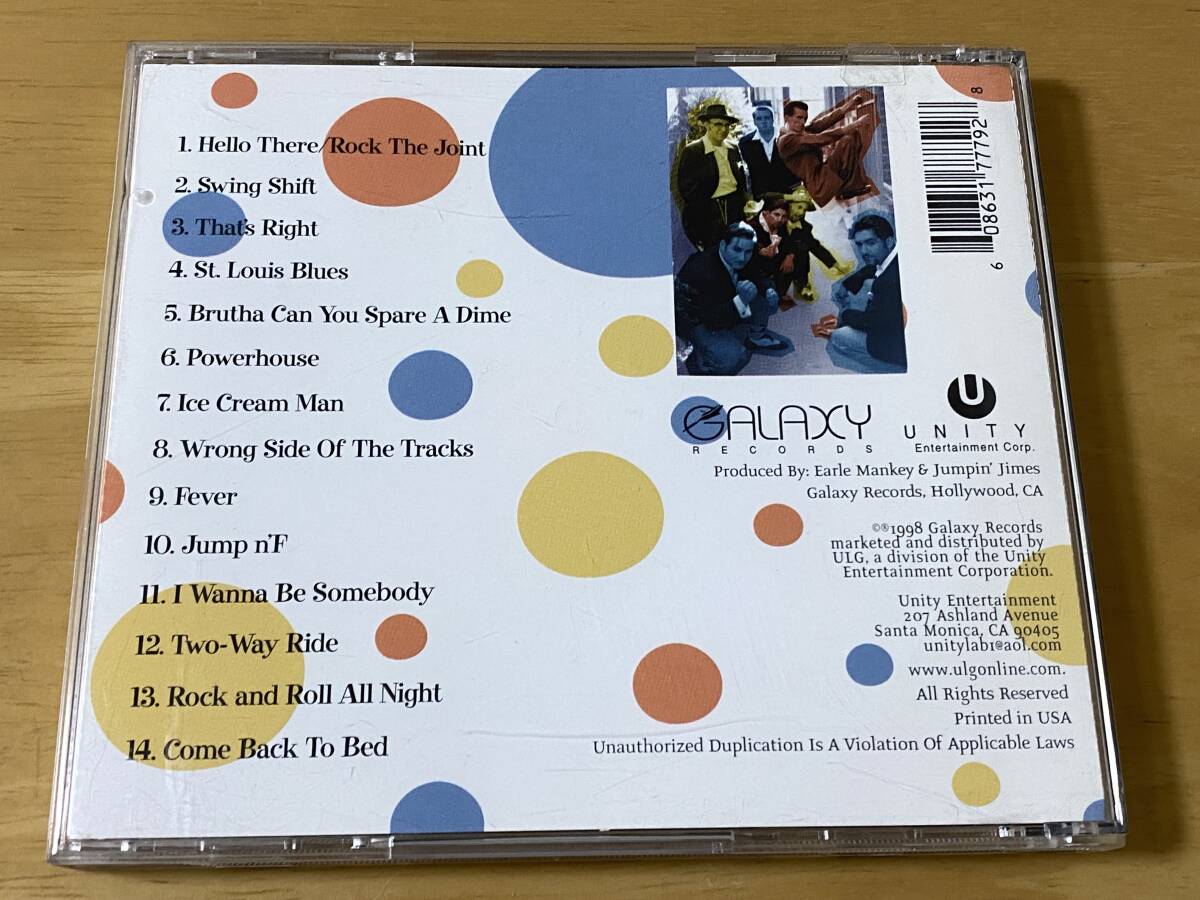 1. Hello There/Rock The Joint
2. Swing Shift
3. That's Right
4. St. Louis Blues
5. Brutha Can You Spare A Dime
6. Powerhouse
7. Ice Cream Man
8. Wrong Side Of The Tracks
9. Fever
10. Jump n'F
11. I Wanna Be Somebody
12. Two-Way Ride
13. Rock and Roll All Night
14. Come Back To Bed
6 08631 77792 8
GALAXY
RECORDS
U
UNITY
Entertainment Corp.
Produced By: Earle Mankey & Jumpin' Jimes
Galaxy Records, Hollywood, CA
©℗1998 Galaxy Records
marketed and distributed by
ULG, a division of the Unity
Entertainment Corporation.
Unity Entertainment
207 Ashland Avenue
Santa Monica, CA 90405
unitylab1@aol.com
www.ulgonline.com.
All Rights Reserved
Printed in USA
Unauthorized Duplication Is A Violation Of Applicable Laws